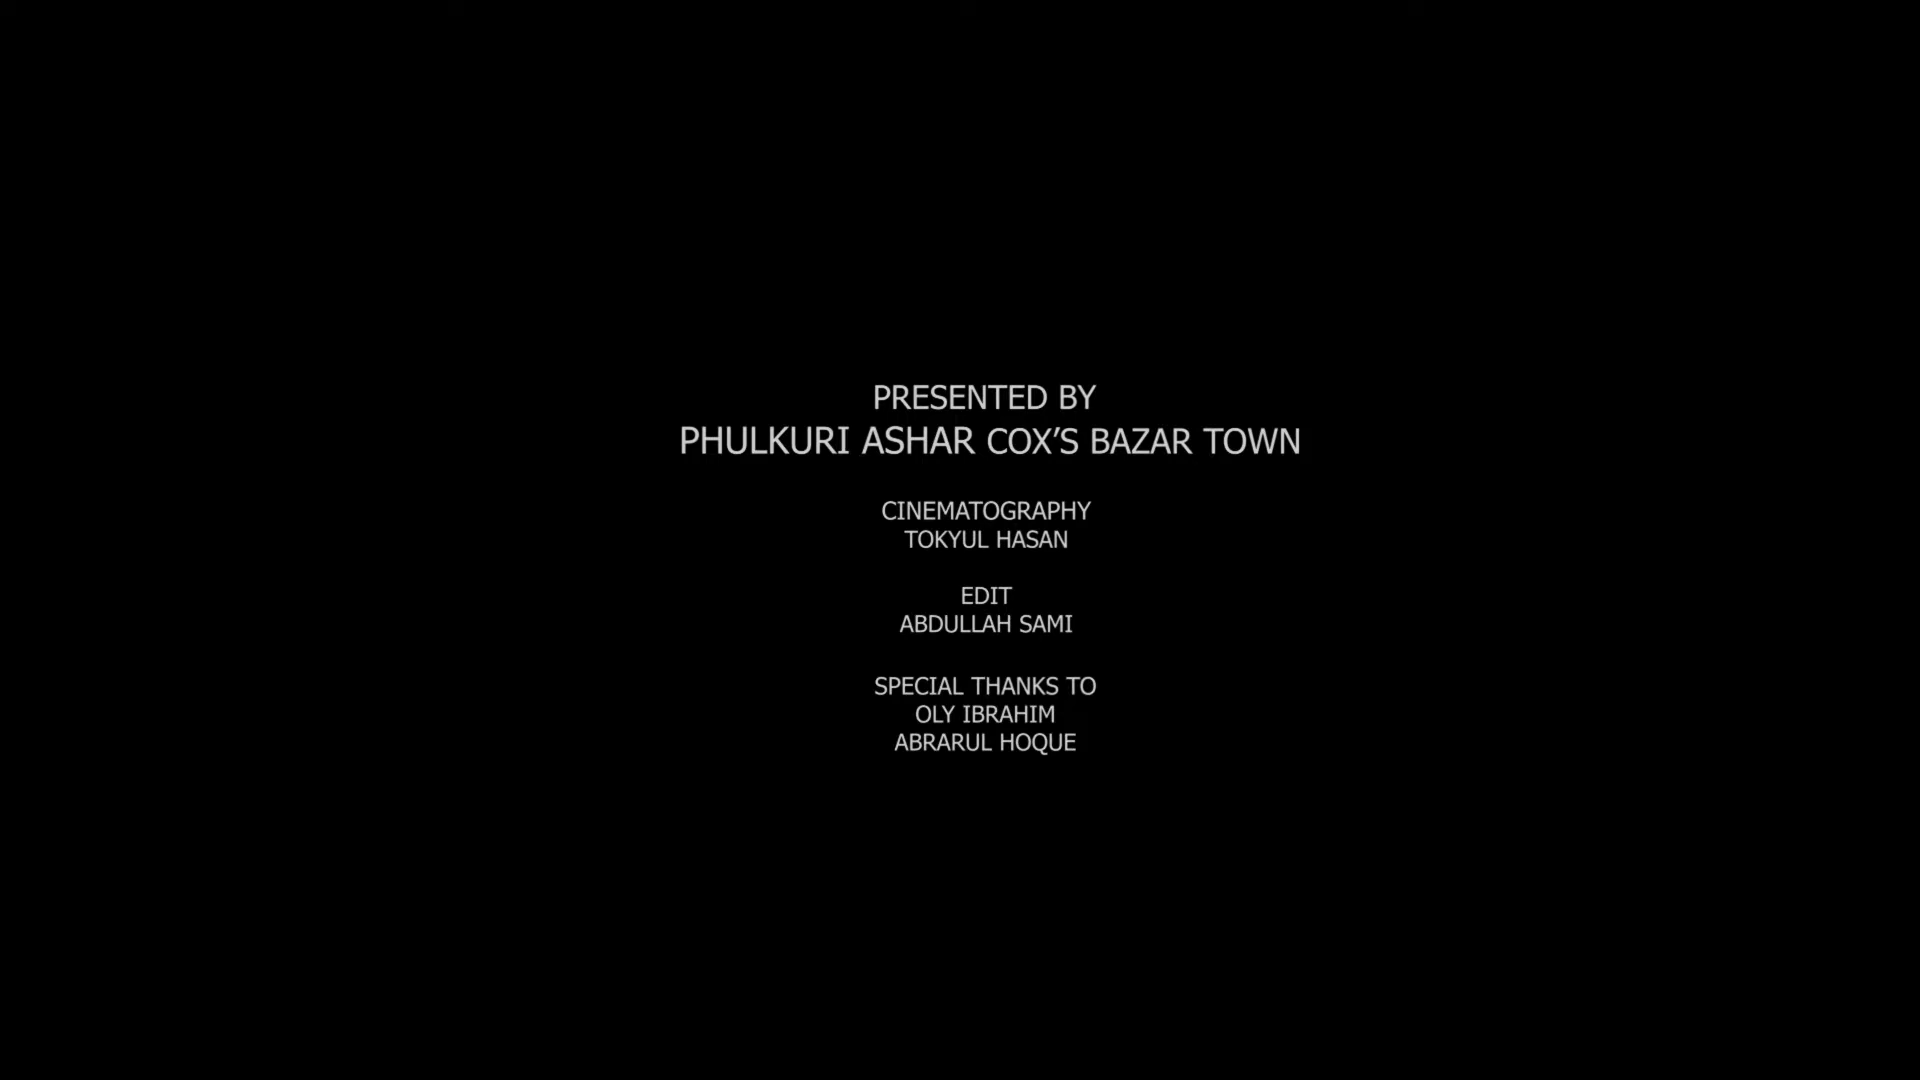 PRESENTED BY
PHULKURI ASHAR COX’S BAZAR TOWN
CINEMATOGRAPHY
TOKYUL HASAN
EDIT
ABDULLAH SAMI
SPECIAL THANKS TO
OLY IBRAHIM
ABRARUL HOQUE